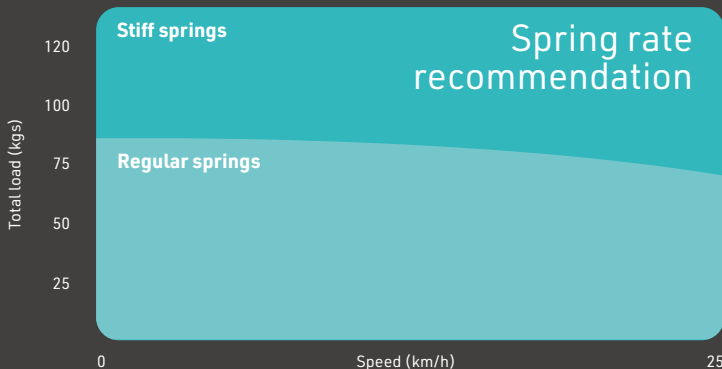 Stiff springs
Spring rate
recommendation
Regular springs
Total load (kgs)
120
100
75
50
25
0
Speed (km/h)
25